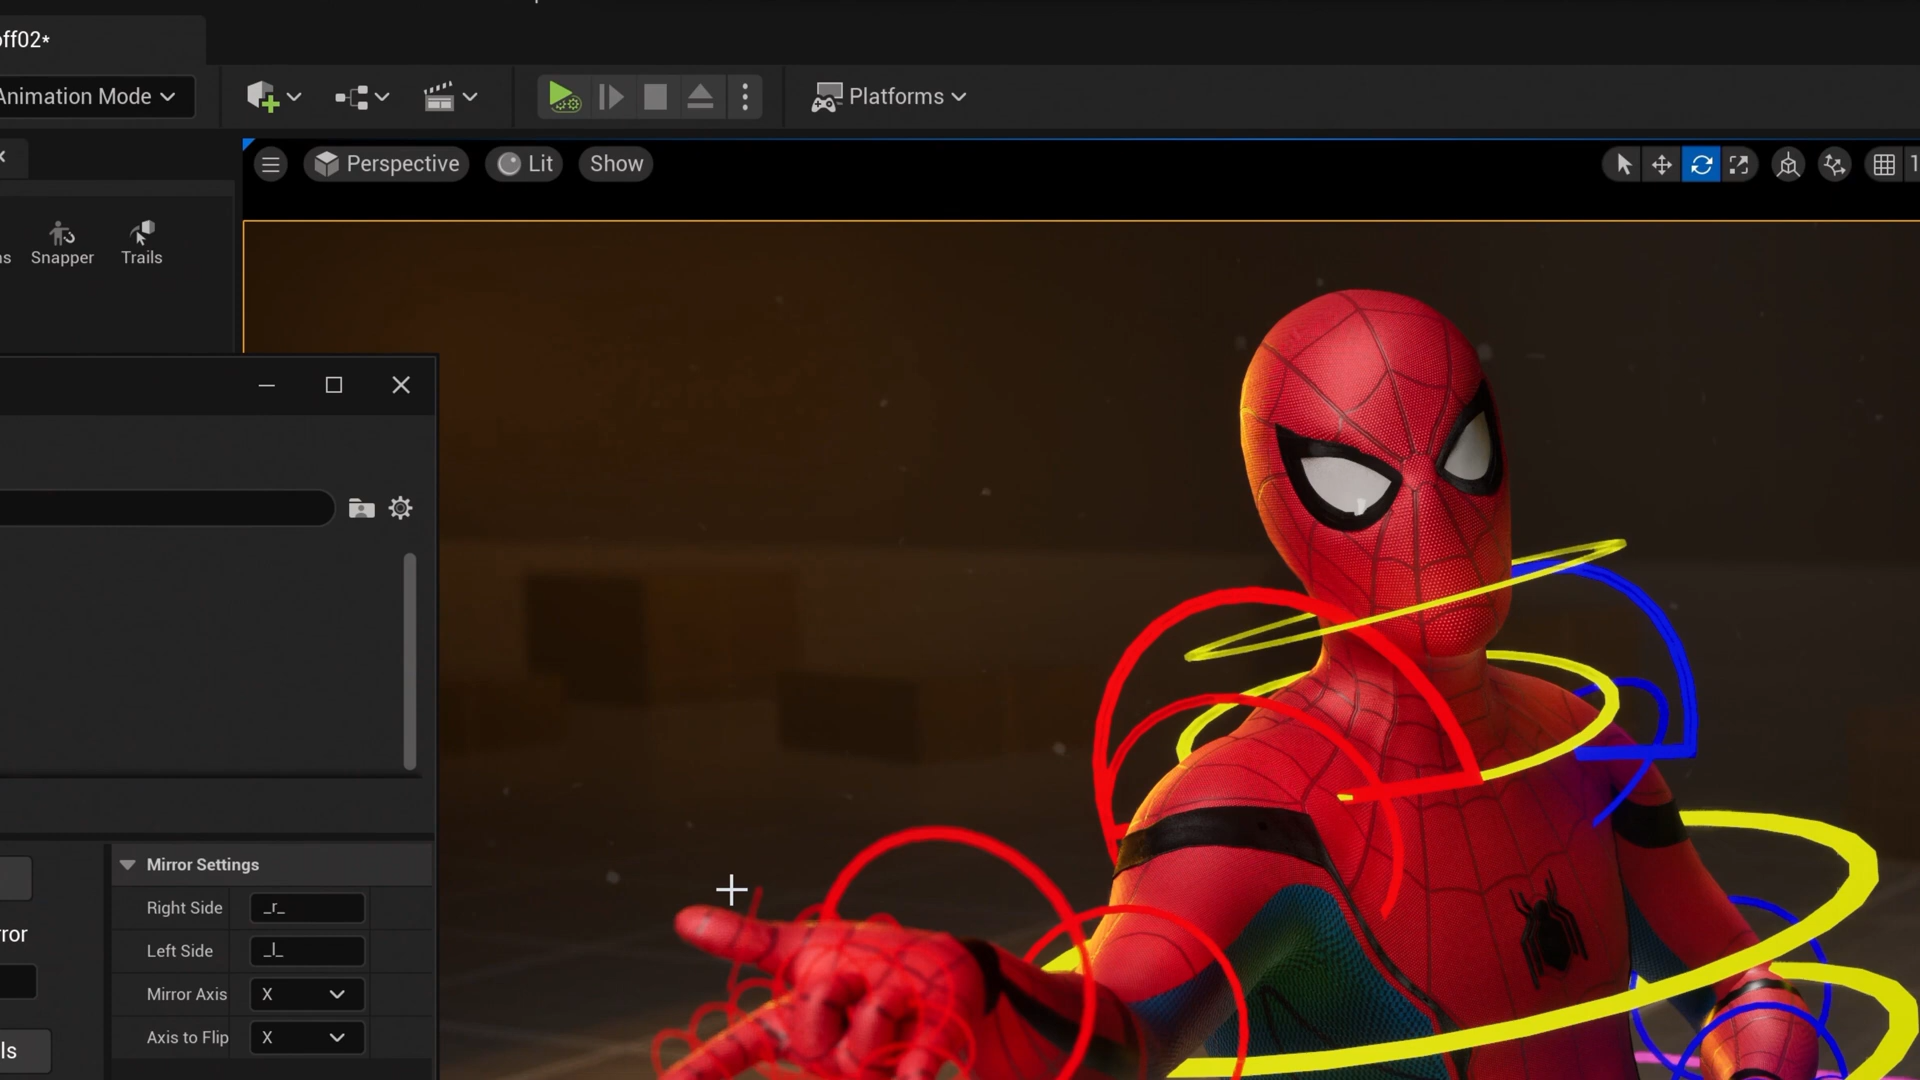 off02*
Animation Mode
Platforms
Perspective
Lit
Show
Snapper
Trails
Mirror Settings
Right Side
_r_
Left Side
_l_
Mirror Axis
X
Axis to Flip
X